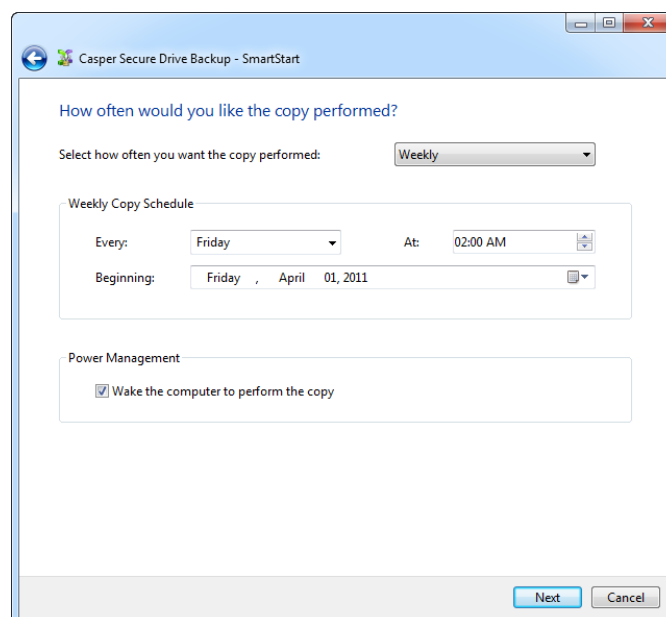 Casper Secure Drive Backup - SmartStart
How often would you like the copy performed?
Select how often you want the copy performed: Weekly
Weekly Copy Schedule
Every: Friday At: 02:00 AM
Beginning: Friday , April 01, 2011
Power Management
Wake the computer to perform the copy
Next Cancel